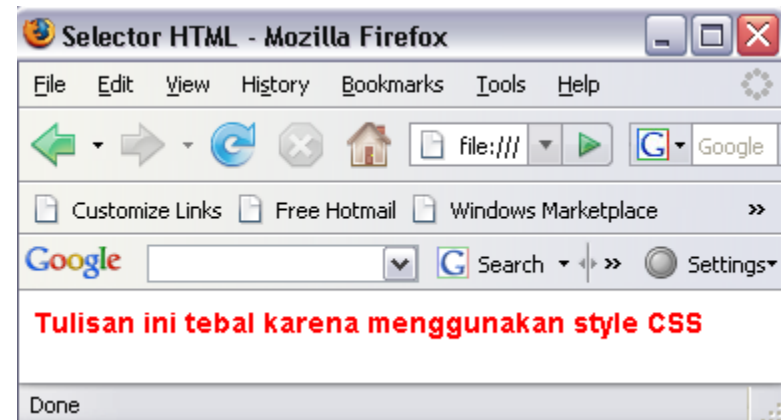 Selector HTML - Mozilla Firefox
File Edit View History Bookmarks Tools Help
file:/// G Google
Customize Links Free Hotmail Windows Marketplace »
Google G Search » Settings
Tulisan ini tebal karena menggunakan style CSS
Done